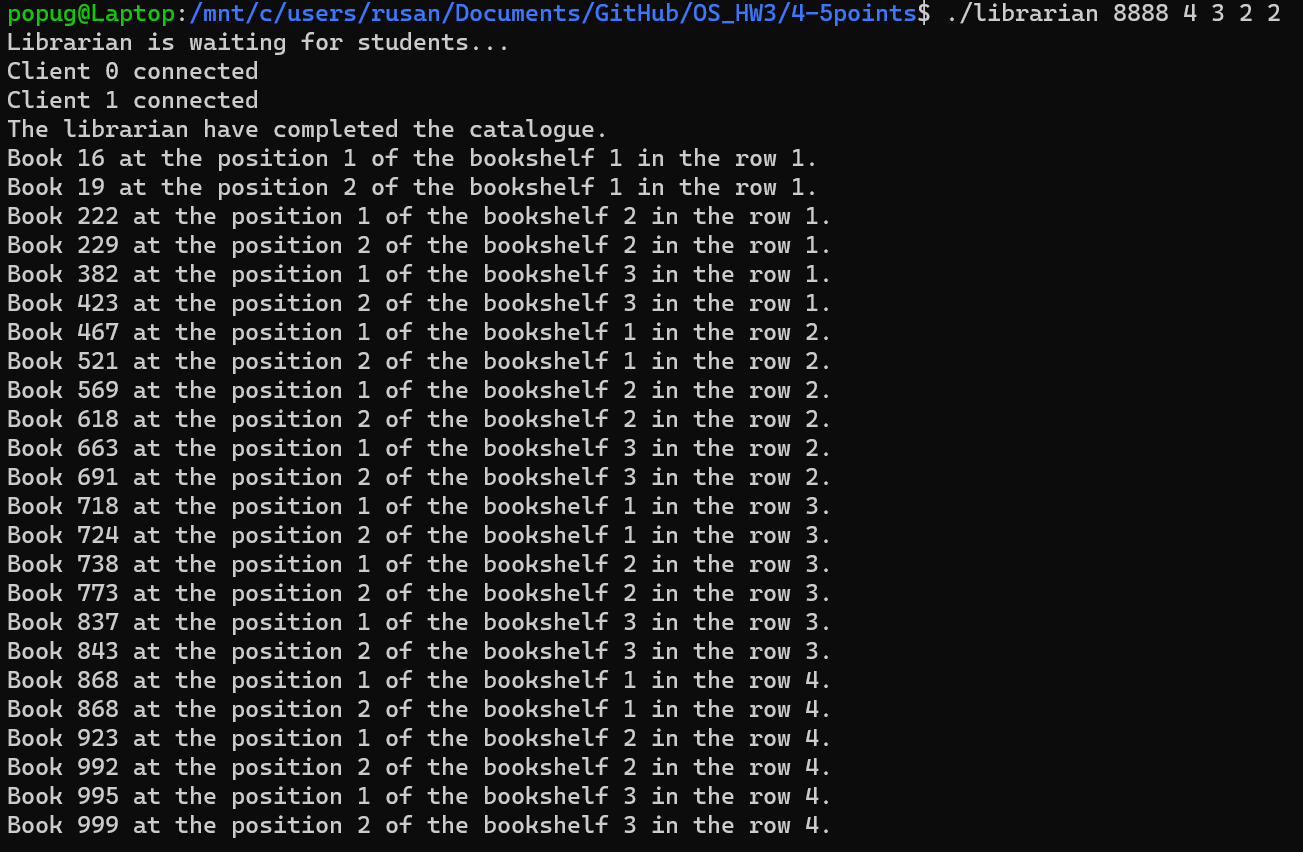 popug@Laptop:/mnt/c/users/rusan/Documents/GitHub/OS_HW3/4-5points$ ./librarian 8888 4 3 2 2
Librarian is waiting for students...
Client 0 connected
Client 1 connected
The librarian have completed the catalogue.
Book 16 at the position 1 of the bookshelf 1 in the row 1.
Book 19 at the position 2 of the bookshelf 1 in the row 1.
Book 222 at the position 1 of the bookshelf 2 in the row 1.
Book 229 at the position 2 of the bookshelf 2 in the row 1.
Book 382 at the position 1 of the bookshelf 3 in the row 1.
Book 423 at the position 2 of the bookshelf 3 in the row 1.
Book 467 at the position 1 of the bookshelf 1 in the row 2.
Book 521 at the position 2 of the bookshelf 1 in the row 2.
Book 569 at the position 1 of the bookshelf 2 in the row 2.
Book 618 at the position 2 of the bookshelf 2 in the row 2.
Book 663 at the position 1 of the bookshelf 3 in the row 2.
Book 691 at the position 2 of the bookshelf 3 in the row 2.
Book 718 at the position 1 of the bookshelf 1 in the row 3.
Book 724 at the position 2 of the bookshelf 1 in the row 3.
Book 738 at the position 1 of the bookshelf 2 in the row 3.
Book 773 at the position 2 of the bookshelf 2 in the row 3.
Book 837 at the position 1 of the bookshelf 3 in the row 3.
Book 843 at the position 2 of the bookshelf 3 in the row 3.
Book 868 at the position 1 of the bookshelf 1 in the row 4.
Book 868 at the position 2 of the bookshelf 1 in the row 4.
Book 923 at the position 1 of the bookshelf 2 in the row 4.
Book 992 at the position 2 of the bookshelf 2 in the row 4.
Book 995 at the position 1 of the bookshelf 3 in the row 4.
Book 999 at the position 2 of the bookshelf 3 in the row 4.